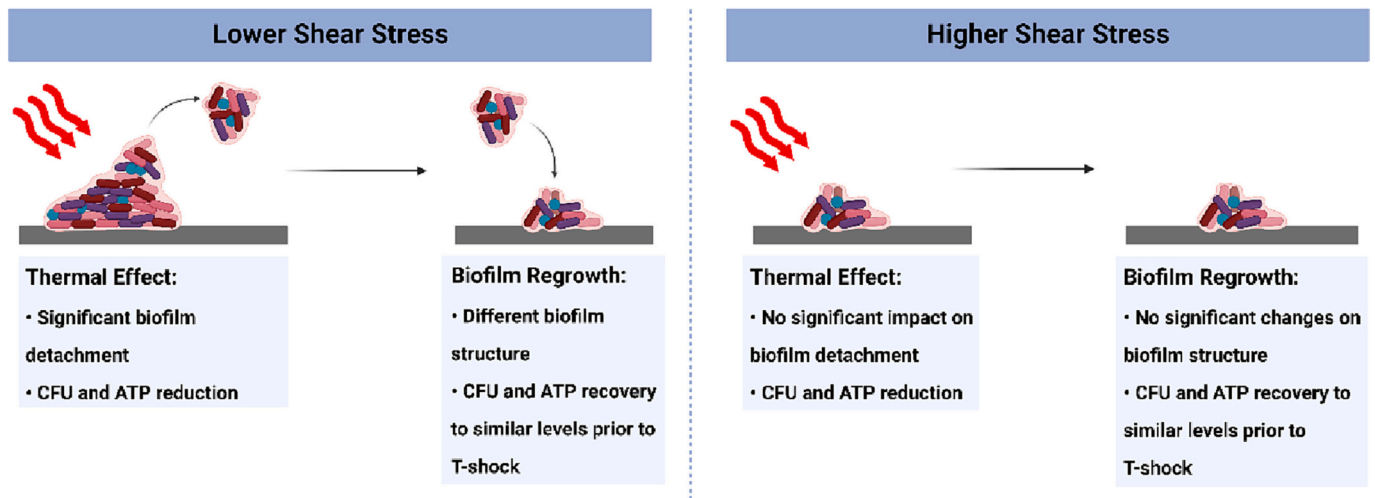 Lower Shear Stress
Thermal Effect:
• Significant biofilm
detachment
• CFU and ATP reduction
Biofilm Regrowth:
• Different biofilm
structure
• CFU and ATP recovery
to similar levels prior to
T-shock
Higher Shear Stress
Thermal Effect:
• No significant impact on
biofilm detachment
• CFU and ATP reduction
Biofilm Regrowth:
• No significant changes on
biofilm structure
• CFU and ATP recovery to
similar levels prior to
T-shock